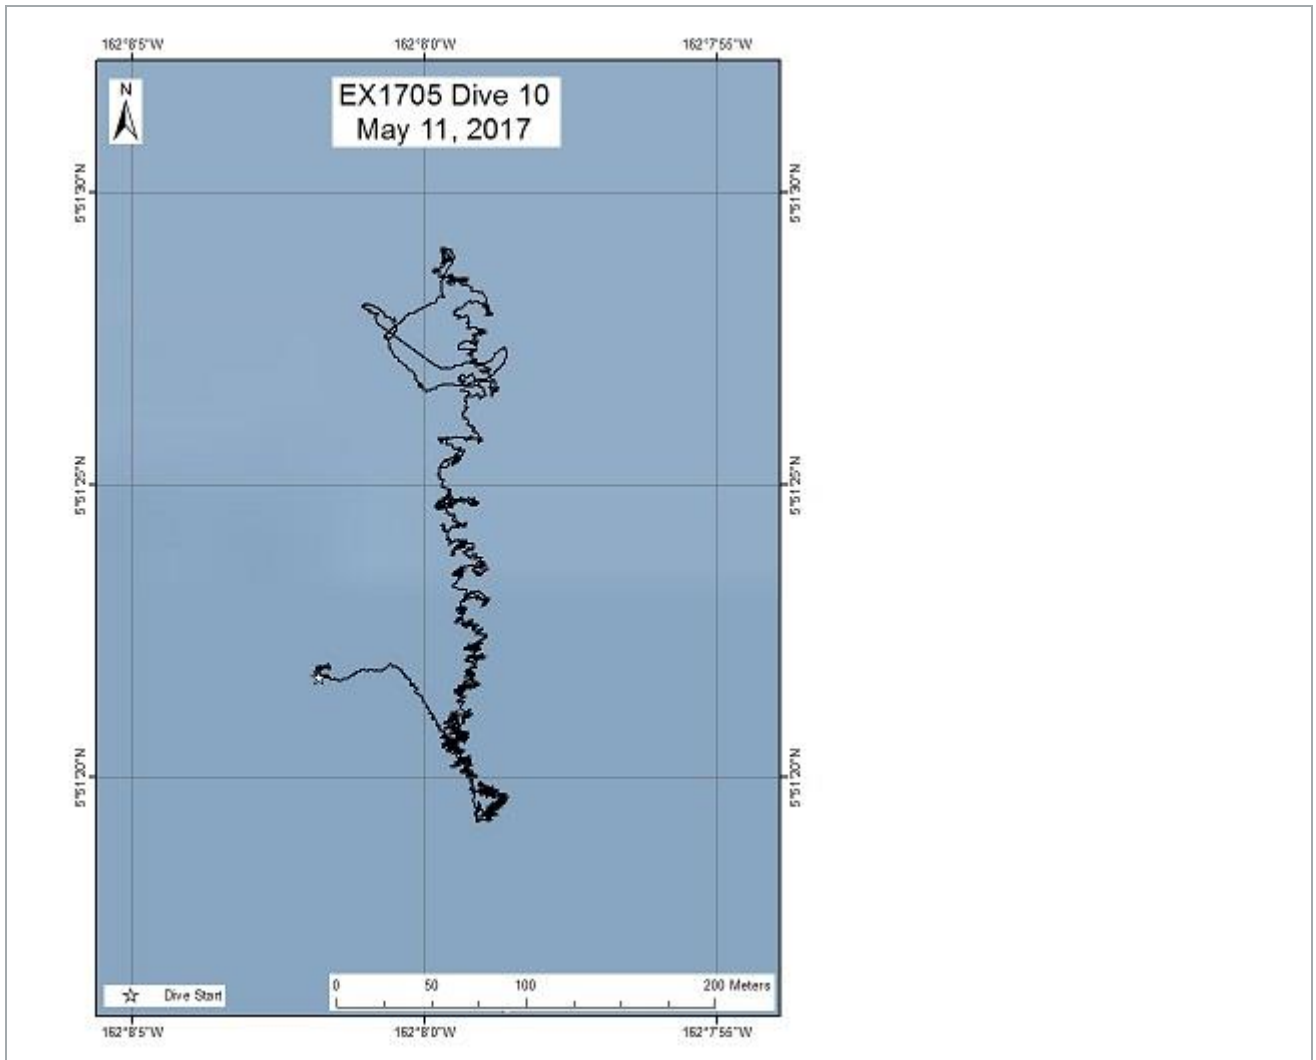 162°8'5"W 162°8'0"W 162°7'55"W
N
EX1705 Dive 10
May 11, 2017
5°51'30"N 5°51'30"N
5°51'25"N 5°51'25"N
5°51'20"N 5°51'20"N
Dive Start
0 50 100 200 Meters
162°8'5"W 162°8'0"W 162°7'55"W